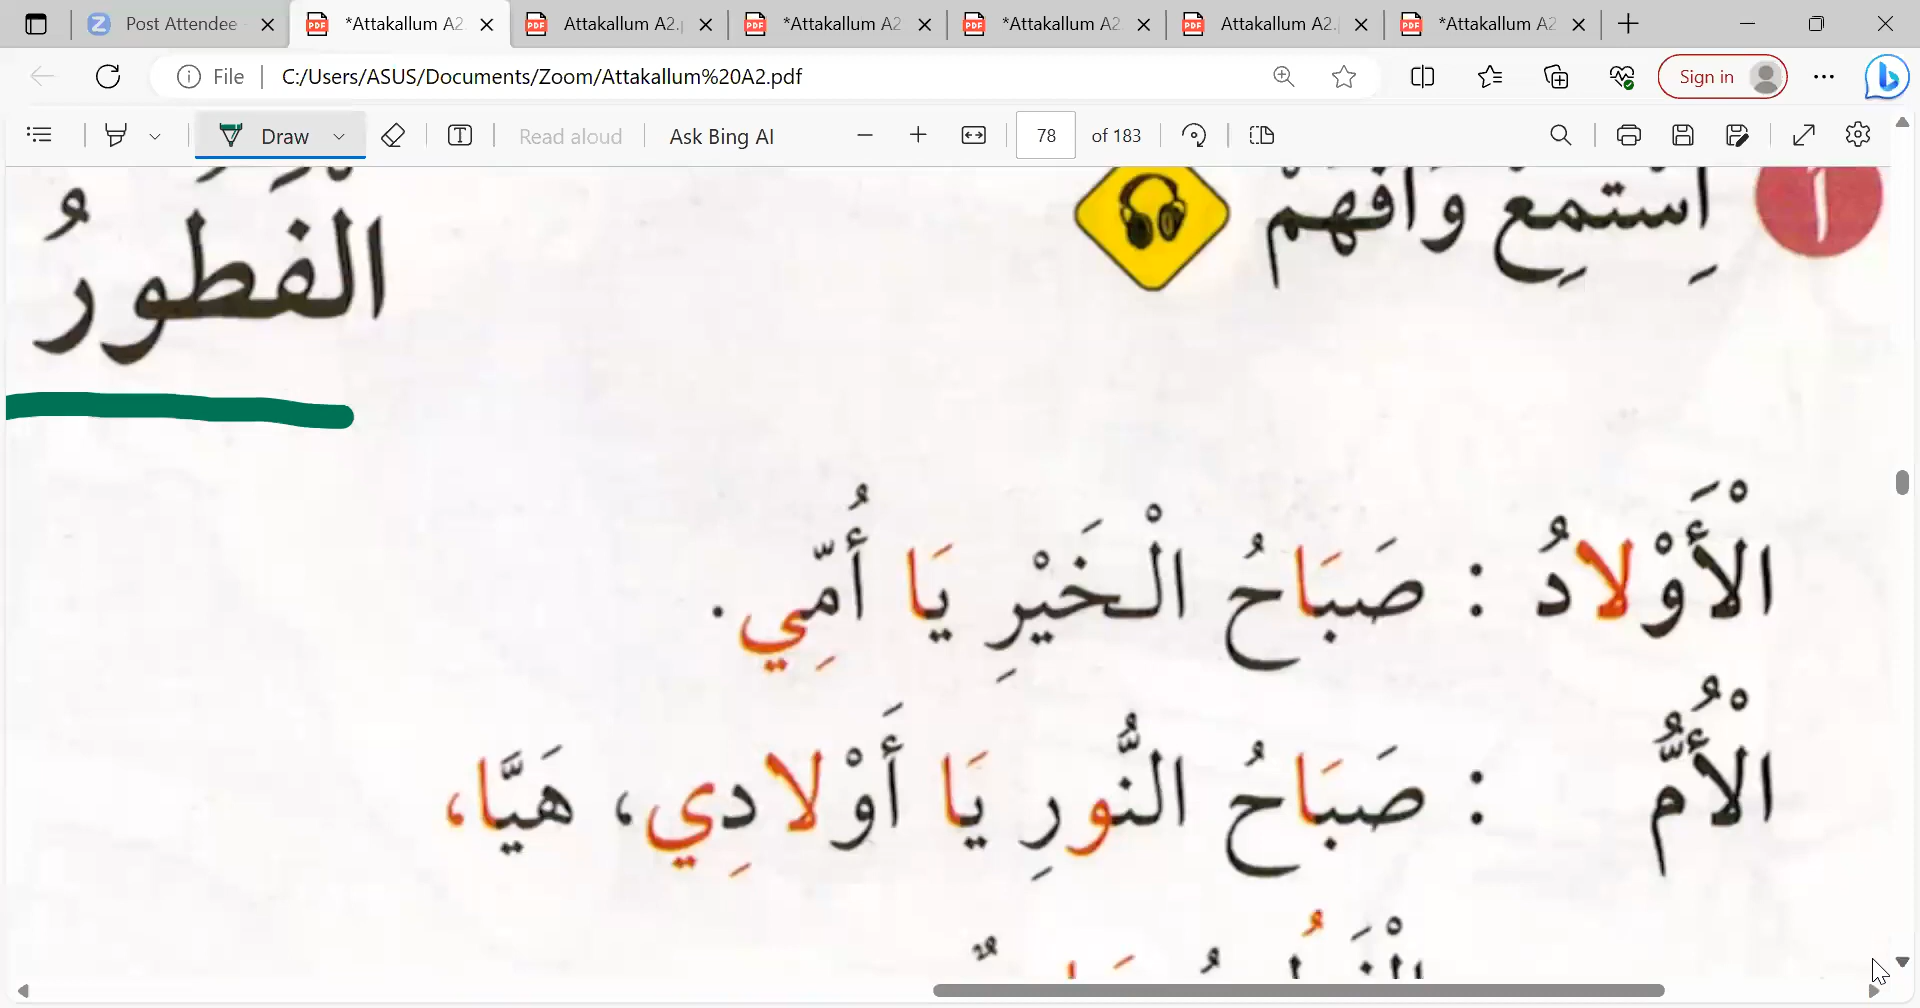 Post Attendee
*Attakallum A2
Attakallum A2.
*Attakallum A2
*Attakallum A2
Attakallum A2.
*Attakallum A2
File C:/Users/ASUS/Documents/Zoom/Attakallum%20A2.pdf Sign in
Draw Read aloud Ask Bing AI 78 of 183
أ اِسْتَمِعْ وَافْهَمْ
الْفَطُورُ
الْأَوْلَادُ : صَبَاحُ الْخَيْرِ يَا أُمِّي.
الْأُمُّ : صَبَاحُ النُّورِ يَا أَوْلَادِي، هَيَّا،